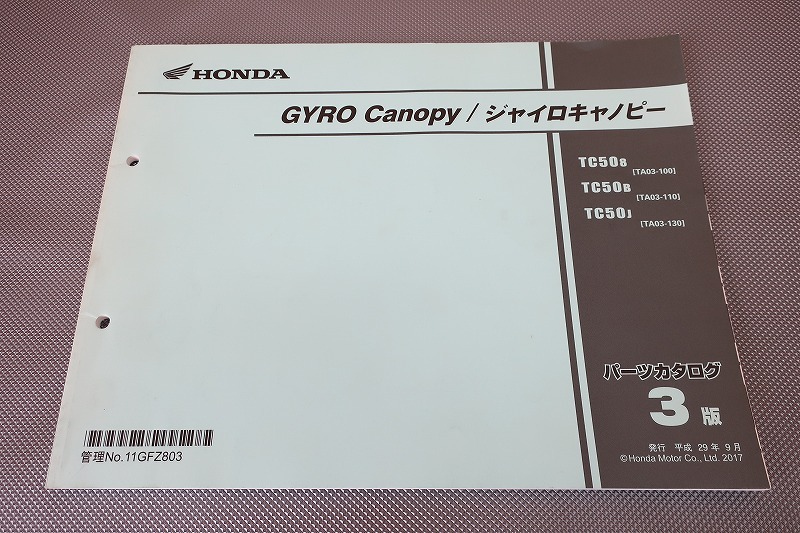 HONDA
GYRO Canopy / ジャイロキャノピー
TC508 [TA03-100]
TC50B [TA03-110]
TC50J [TA03-130]
パーツカタログ
3 版
発行 平成 29 年 9 月
©Honda Motor Co., Ltd. 2017
管理No.11GFZ803